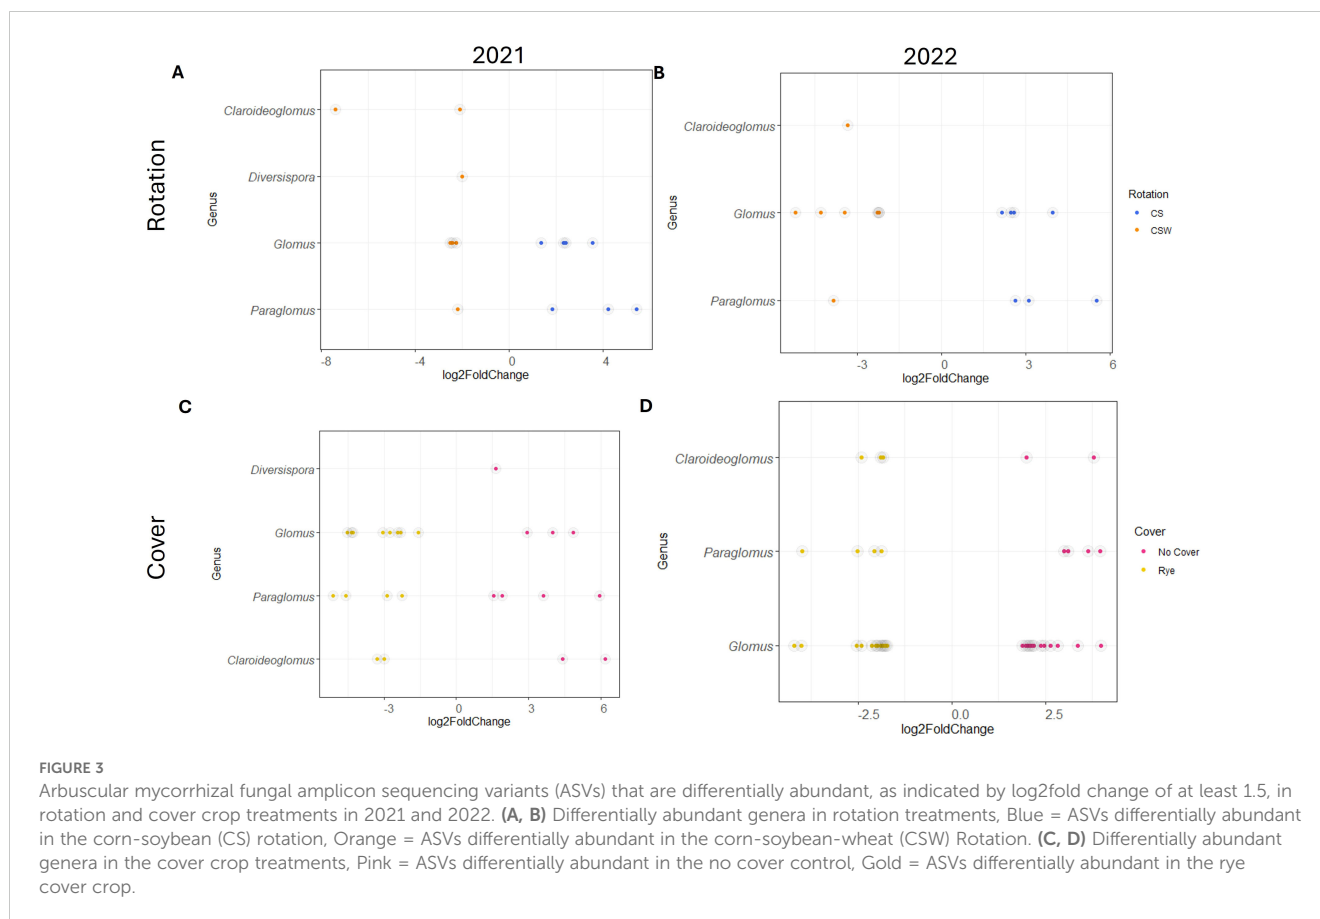 2021
2022
A
B
Rotation
Genus
Claroideoglomus
Diversispora
Glomus
Paraglomus
-8
-4
0
4
log2FoldChange
Genus
Claroideoglomus
Glomus
Paraglomus
-3
0
3
6
log2FoldChange
Rotation
CS
CSW
C
D
Cover
Genus
Diversispora
Glomus
Paraglomus
Claroideoglomus
-3
0
3
6
log2FoldChange
Genus
Claroideoglomus
Paraglomus
Glomus
-2.5
0.0
2.5
log2FoldChange
Cover
No Cover
Rye
FIGURE 3
Arbuscular mycorrhizal fungal amplicon sequencing variants (ASVs) that are differentially abundant, as indicated by log2fold change of at least 1.5, in
rotation and cover crop treatments in 2021 and 2022. (A, B) Differentially abundant genera in rotation treatments, Blue = ASVs differentially abundant
in the corn-soybean (CS) rotation, Orange = ASVs differentially abundant in the corn-soybean-wheat (CSW) Rotation. (C, D) Differentially abundant
genera in the cover crop treatments, Pink = ASVs differentially abundant in the no cover control, Gold = ASVs differentially abundant in the rye
cover crop.